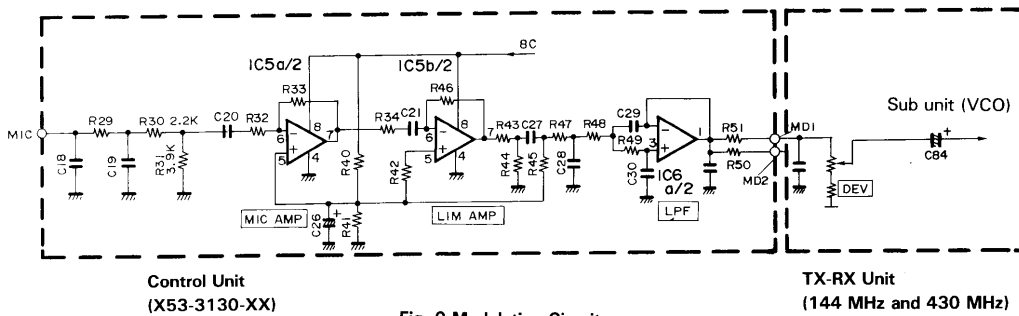 8C
IC5a/2
IC5b/2
R33
R46
MIC
R29
R30 2.2K
C20
R32
R34
C21
R43
C27
R47
R48
C29
R51
MD1
Sub unit (VCO)
6
5
8
4
7
6
5
8
4
7
R49
3
1
R50
MD2
C84
C18
C19
R31
3.9K
R40
R42
R44
R45
C28
C30
IC6
a/2
DEV
MIC AMP
C26
R41
LIM AMP
LPF
Control Unit
(X53-3130-XX)
TX-RX Unit
(144 MHz and 430 MHz)